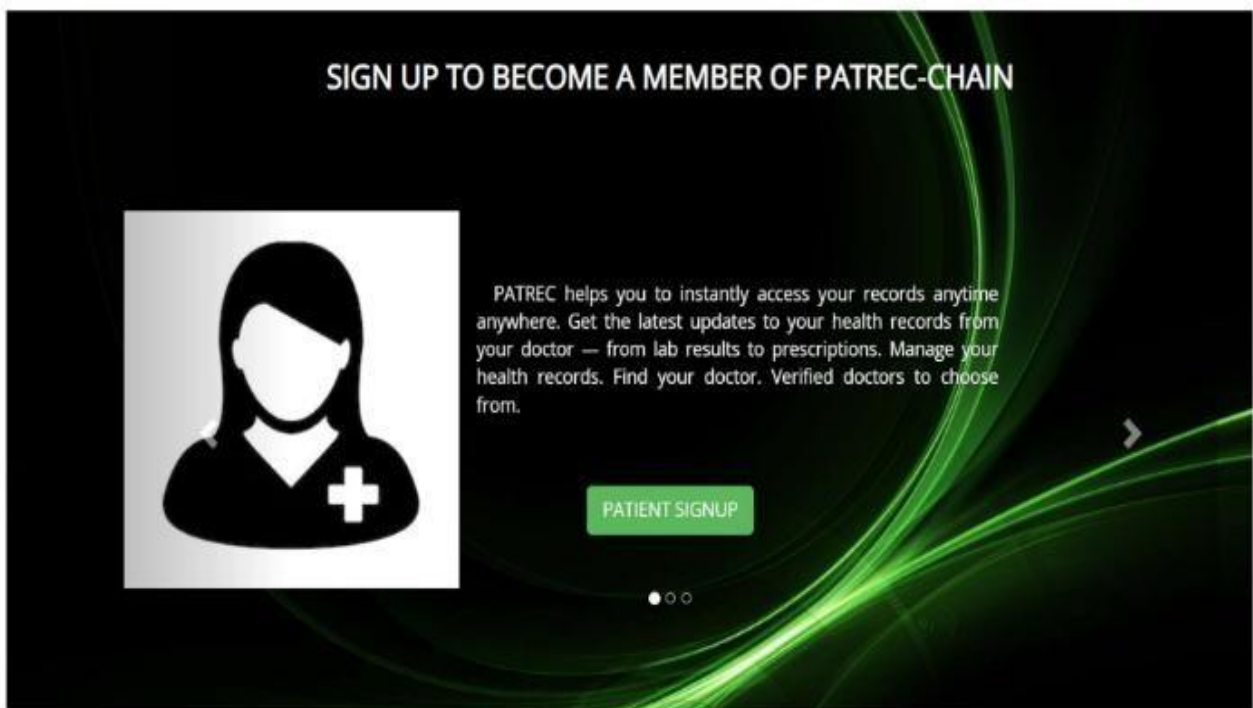 SIGN UP TO BECOME A MEMBER OF PATREC-CHAIN
PATREC helps you to instantly access your records anytime
anywhere. Get the latest updates to your health records from
your doctor — from lab results to prescriptions. Manage your
health records. Find your doctor. Verified doctors to choose
from.
PATIENT SIGNUP